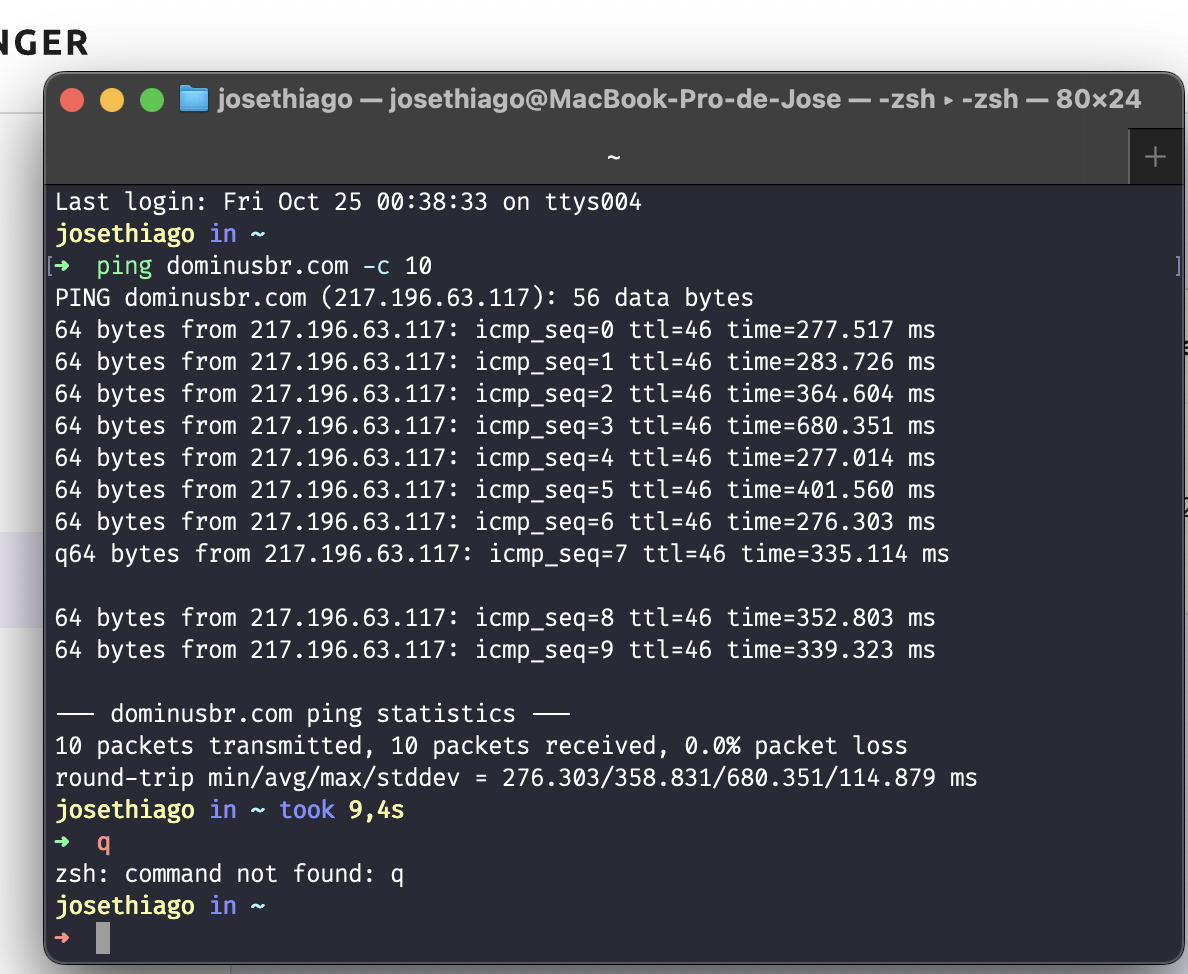 NGER
josethiago — josethiago@MacBook-Pro-de-Jose — -zsh ▸ -zsh — 80×24
~
Last login: Fri Oct 25 00:38:33 on ttys004
josethiago in ~
[➜  ping dominusbr.com -c 10 ]
PING dominusbr.com (217.196.63.117): 56 data bytes
64 bytes from 217.196.63.117: icmp_seq=0 ttl=46 time=277.517 ms
64 bytes from 217.196.63.117: icmp_seq=1 ttl=46 time=283.726 ms
64 bytes from 217.196.63.117: icmp_seq=2 ttl=46 time=364.604 ms
64 bytes from 217.196.63.117: icmp_seq=3 ttl=46 time=680.351 ms
64 bytes from 217.196.63.117: icmp_seq=4 ttl=46 time=277.014 ms
64 bytes from 217.196.63.117: icmp_seq=5 ttl=46 time=401.560 ms
64 bytes from 217.196.63.117: icmp_seq=6 ttl=46 time=276.303 ms
q64 bytes from 217.196.63.117: icmp_seq=7 ttl=46 time=335.114 ms
64 bytes from 217.196.63.117: icmp_seq=8 ttl=46 time=352.803 ms
64 bytes from 217.196.63.117: icmp_seq=9 ttl=46 time=339.323 ms
--- dominusbr.com ping statistics ---
10 packets transmitted, 10 packets received, 0.0% packet loss
round-trip min/avg/max/stddev = 276.303/358.831/680.351/114.879 ms
josethiago in ~ took 9,4s
➜  q
zsh: command not found: q
josethiago in ~
➜